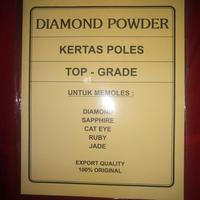 DIAMOND POWDER
KERTAS POLES
TOP - GRADE
UNTUK MEMOLES :
DIAMOND
SAPPHIRE
CAT EYE
RUBY
JADE
EXPORT QUALITY
100% ORIGINAL